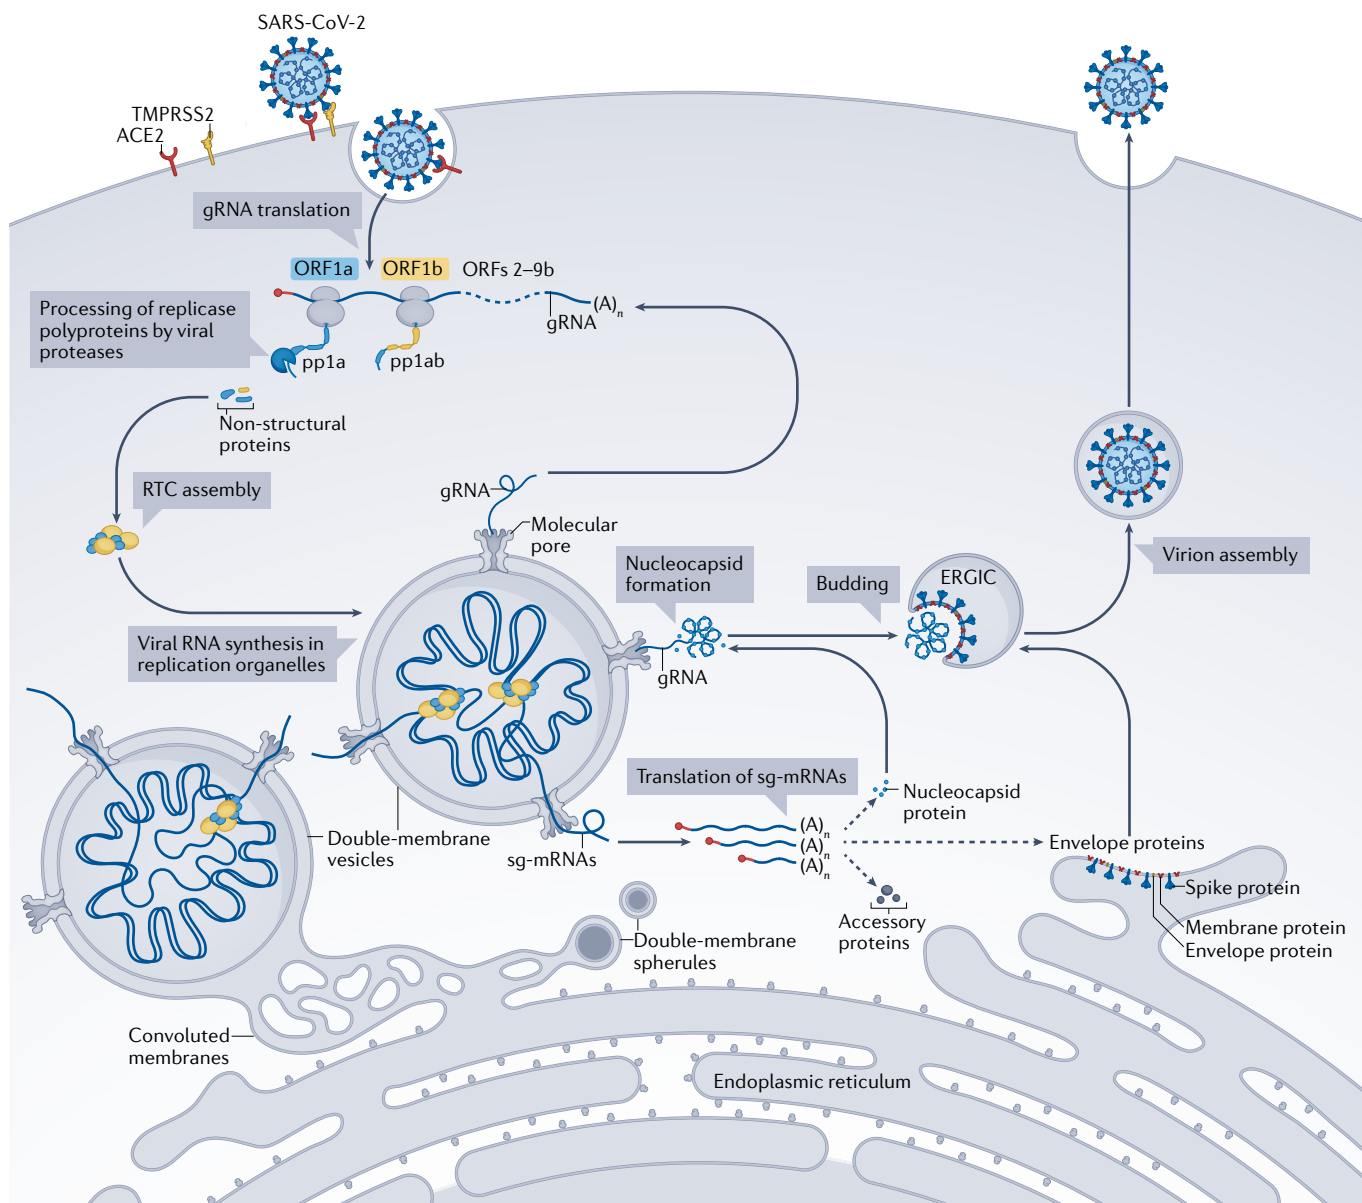 SARS-CoV-2
TMPRSS2
ACE2
gRNA translation
ORF1a
ORF1b
ORFs 2–9b
Processing of replicase
polyproteins by viral
proteases
(A)n
gRNA
pp1a
pp1ab
Non-structural
proteins
RTC assembly
gRNA
Molecular
pore
Nucleocapsid
formation
Budding
ERGIC
Virion assembly
Viral RNA synthesis in
replication organelles
gRNA
Translation of sg-mRNAs
Nucleocapsid
protein
Double-membrane
vesicles
sg-mRNAs
(A)n
(A)n
(A)n
Envelope proteins
Spike protein
Membrane protein
Envelope protein
Accessory
proteins
Double-membrane
spherules
Convoluted
membranes
Endoplasmic reticulum